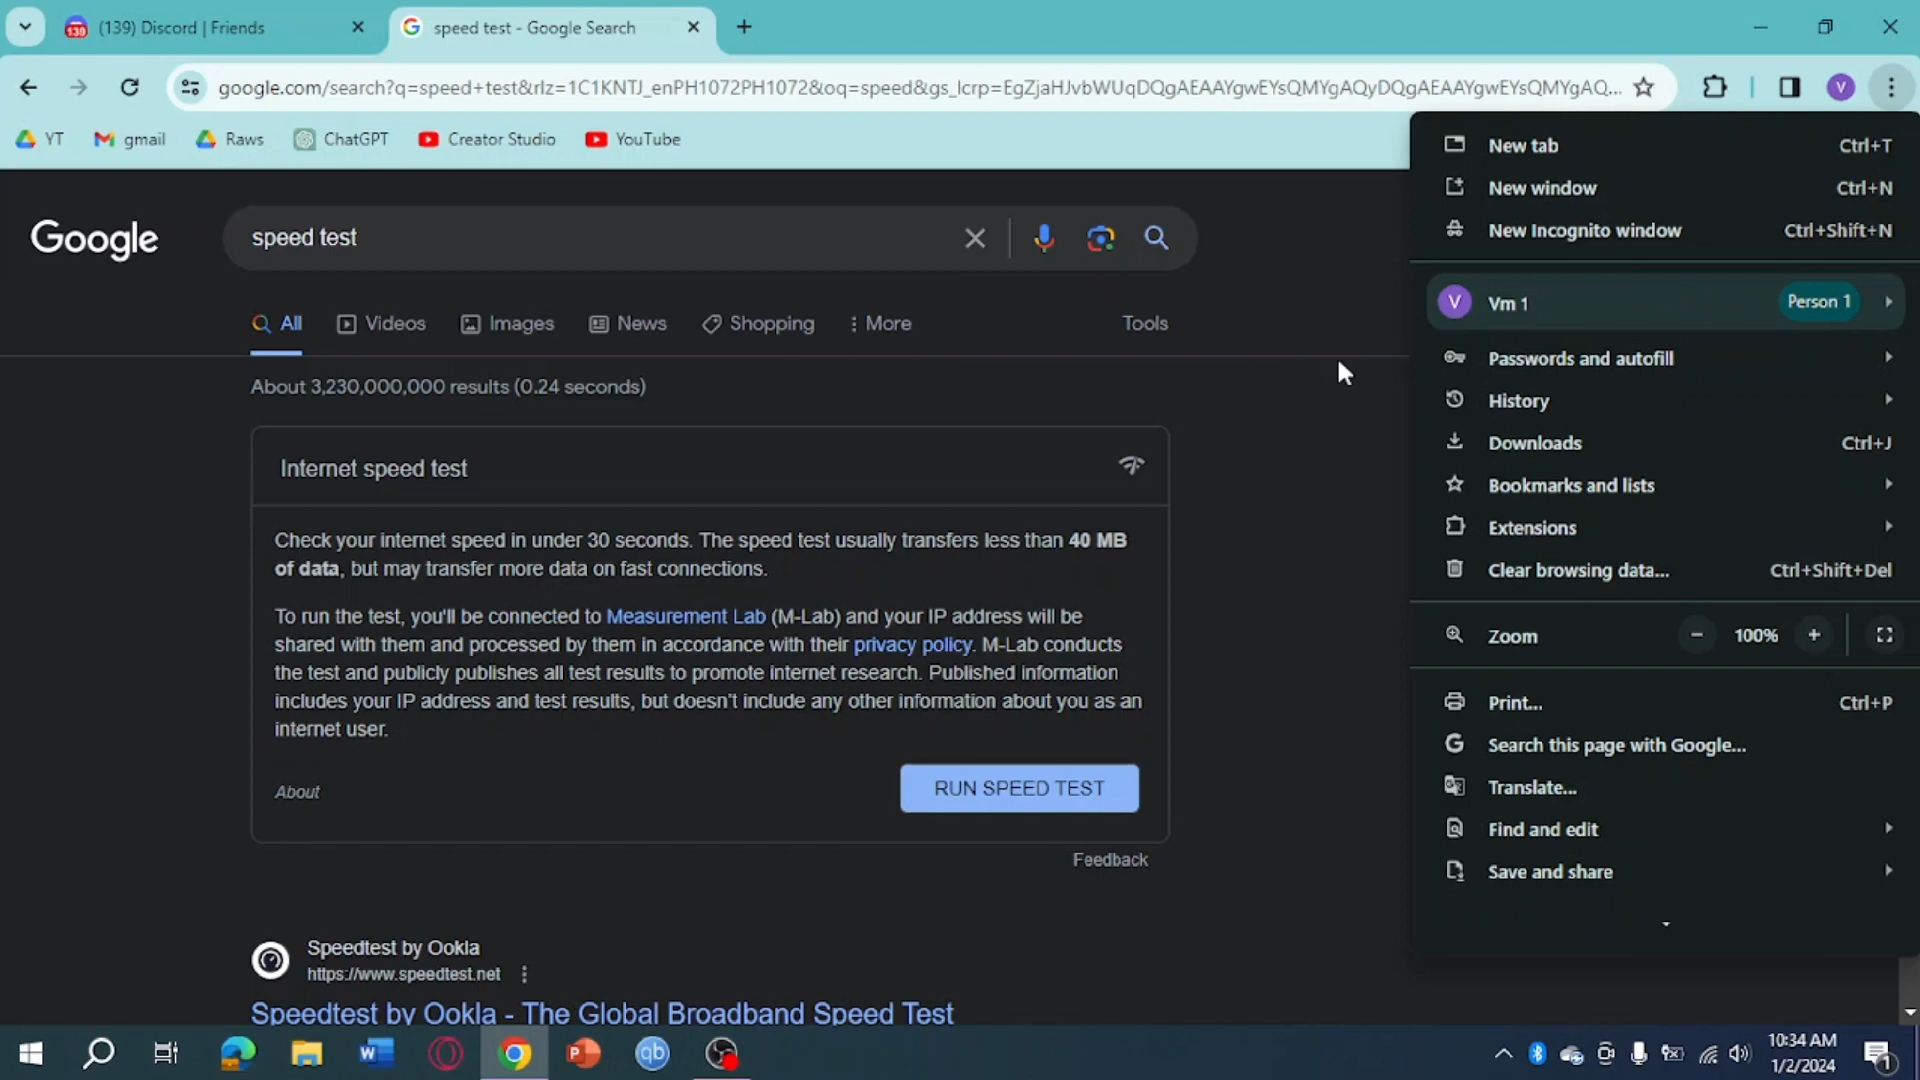 (139) Discord | Friends
speed test - Google Search
google.com/search?q=speed+test&rlz=1C1KNTJ_enPH1072PH1072&oq=speed&gs_lcrp=EgZjaHJvbWUqDQgAEAAYgwEYsQMYgAQyDQgAEAAYgwEYsQMYgAQ...
V
YT
gmail
Raws
ChatGPT
Creator Studio
YouTube
Google
speed test
All
Videos
Images
News
Shopping
More
Tools
About 3,230,000,000 results (0.24 seconds)
Internet speed test
Check your internet speed in under 30 seconds. The speed test usually transfers less than 40 MB
of data, but may transfer more data on fast connections.
To run the test, you'll be connected to Measurement Lab (M-Lab) and your IP address will be
shared with them and processed by them in accordance with their privacy policy. M-Lab conducts
the test and publicly publishes all test results to promote internet research. Published information
includes your IP address and test results, but doesn't include any other information about you as an
internet user.
About
RUN SPEED TEST
Feedback
Speedtest by Ookla
https://www.speedtest.net
Speedtest by Ookla - The Global Broadband Speed Test
New tab Ctrl+T
New window Ctrl+N
New Incognito window Ctrl+Shift+N
V Vm 1 Person 1
Passwords and autofill
History
Downloads Ctrl+J
Bookmarks and lists
Extensions
Clear browsing data... Ctrl+Shift+Del
Zoom - 100% +
Print... Ctrl+P
Search this page with Google...
Translate...
Find and edit
Save and share
10:34 AM
1/2/2024
1